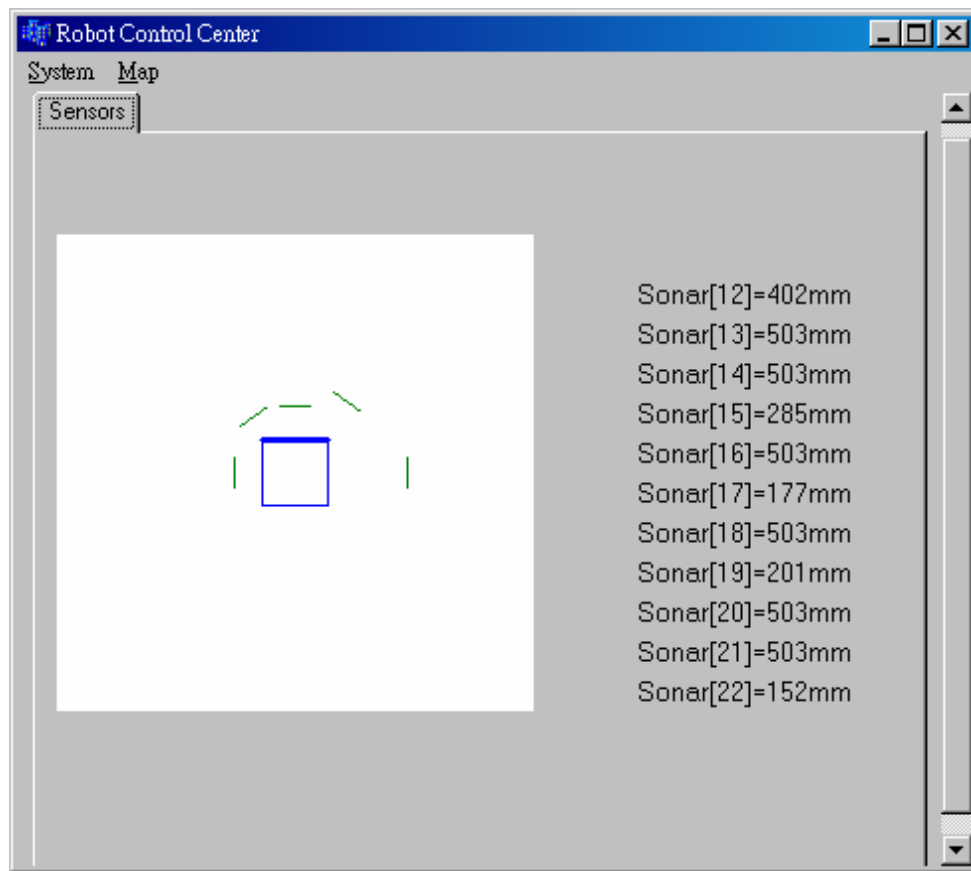 Robot Control Center
System Map
Sensors
Sonar[12]=402mm
Sonar[13]=503mm
Sonar[14]=503mm
Sonar[15]=285mm
Sonar[16]=503mm
Sonar[17]=177mm
Sonar[18]=503mm
Sonar[19]=201mm
Sonar[20]=503mm
Sonar[21]=503mm
Sonar[22]=152mm